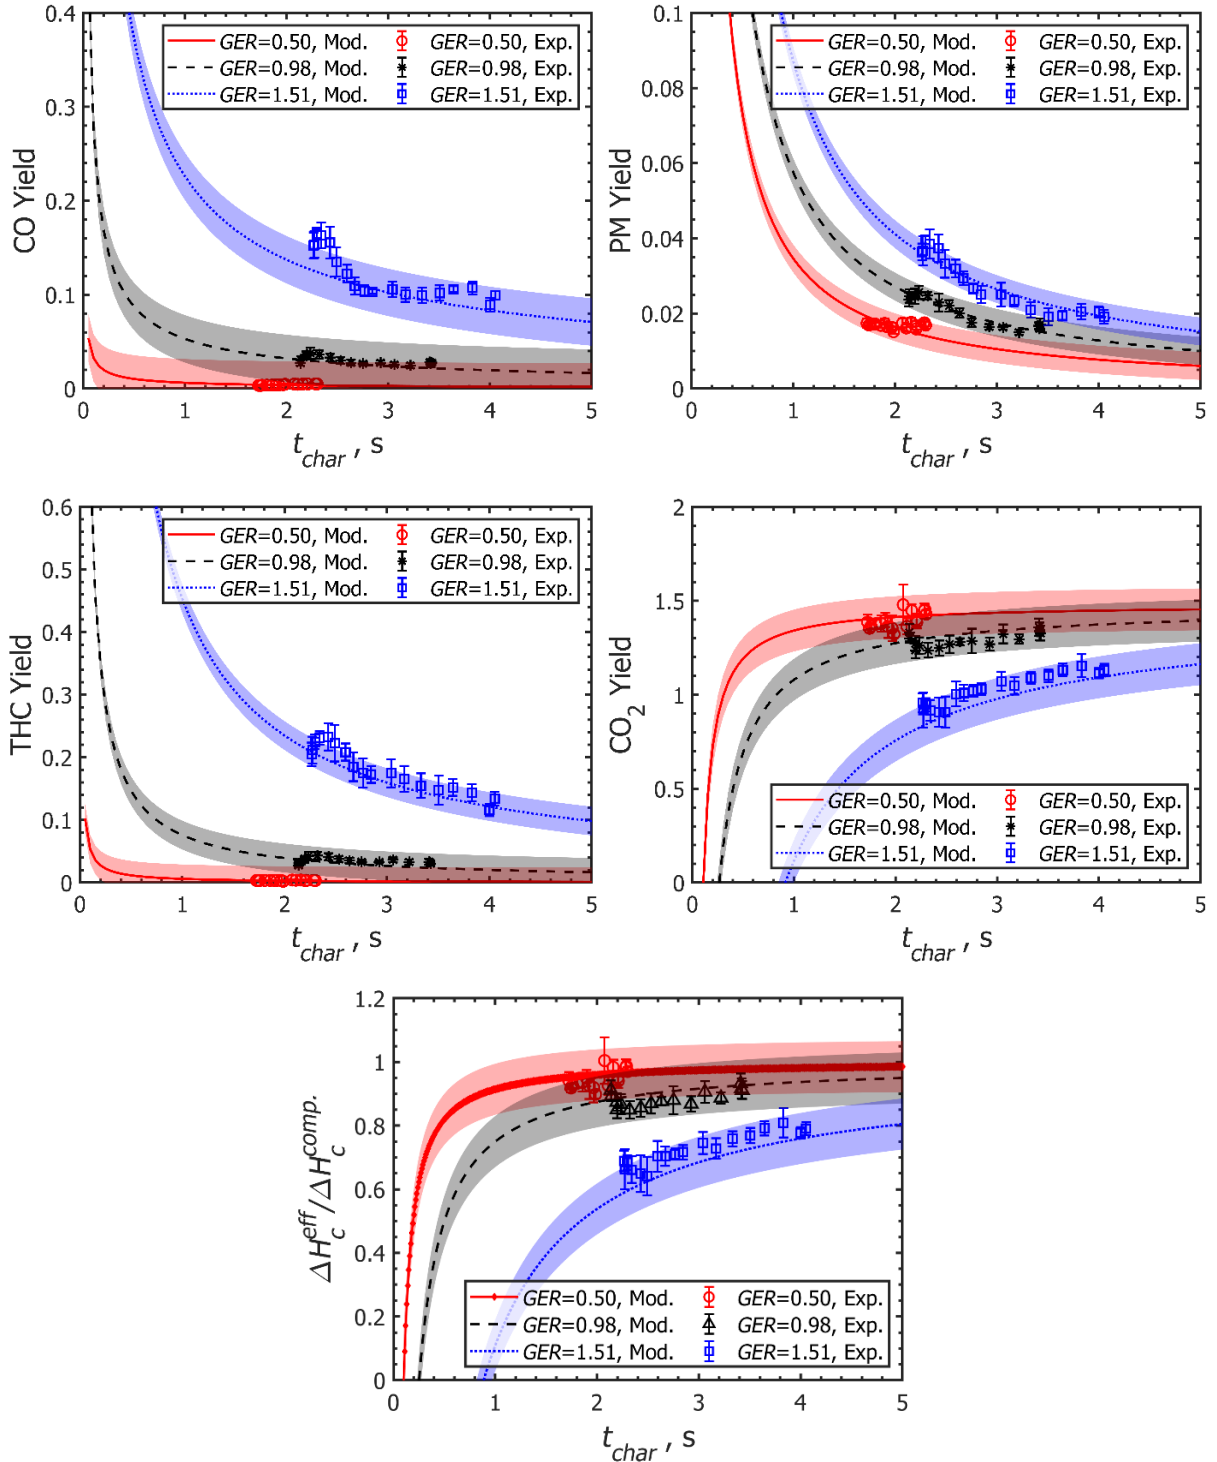 0.4
0.3
0.2
0.1
0
CO Yield
GER=0.50, Mod. GER=0.50, Exp.
GER=0.98, Mod. GER=0.98, Exp.
GER=1.51, Mod. GER=1.51, Exp.
0 1 2 3 4 5
t_char , s
0.1
0.08
0.06
0.04
0.02
0
PM Yield
GER=0.50, Mod. GER=0.50, Exp.
GER=0.98, Mod. GER=0.98, Exp.
GER=1.51, Mod. GER=1.51, Exp.
0 1 2 3 4 5
t_char , s
0.6
0.5
0.4
0.3
0.2
0.1
0
THC Yield
GER=0.50, Mod. GER=0.50, Exp.
GER=0.98, Mod. GER=0.98, Exp.
GER=1.51, Mod. GER=1.51, Exp.
0 1 2 3 4 5
t_char , s
2
1.5
1
0.5
0
CO2 Yield
GER=0.50, Mod. GER=0.50, Exp.
GER=0.98, Mod. GER=0.98, Exp.
GER=1.51, Mod. GER=1.51, Exp.
0 1 2 3 4 5
t_char , s
1.2
1
0.8
0.6
0.4
0.2
0
ΔH_c^eff/ΔH_c^comp.
GER=0.50, Mod. GER=0.50, Exp.
GER=0.98, Mod. GER=0.98, Exp.
GER=1.51, Mod. GER=1.51, Exp.
0 1 2 3 4 5
t_char , s